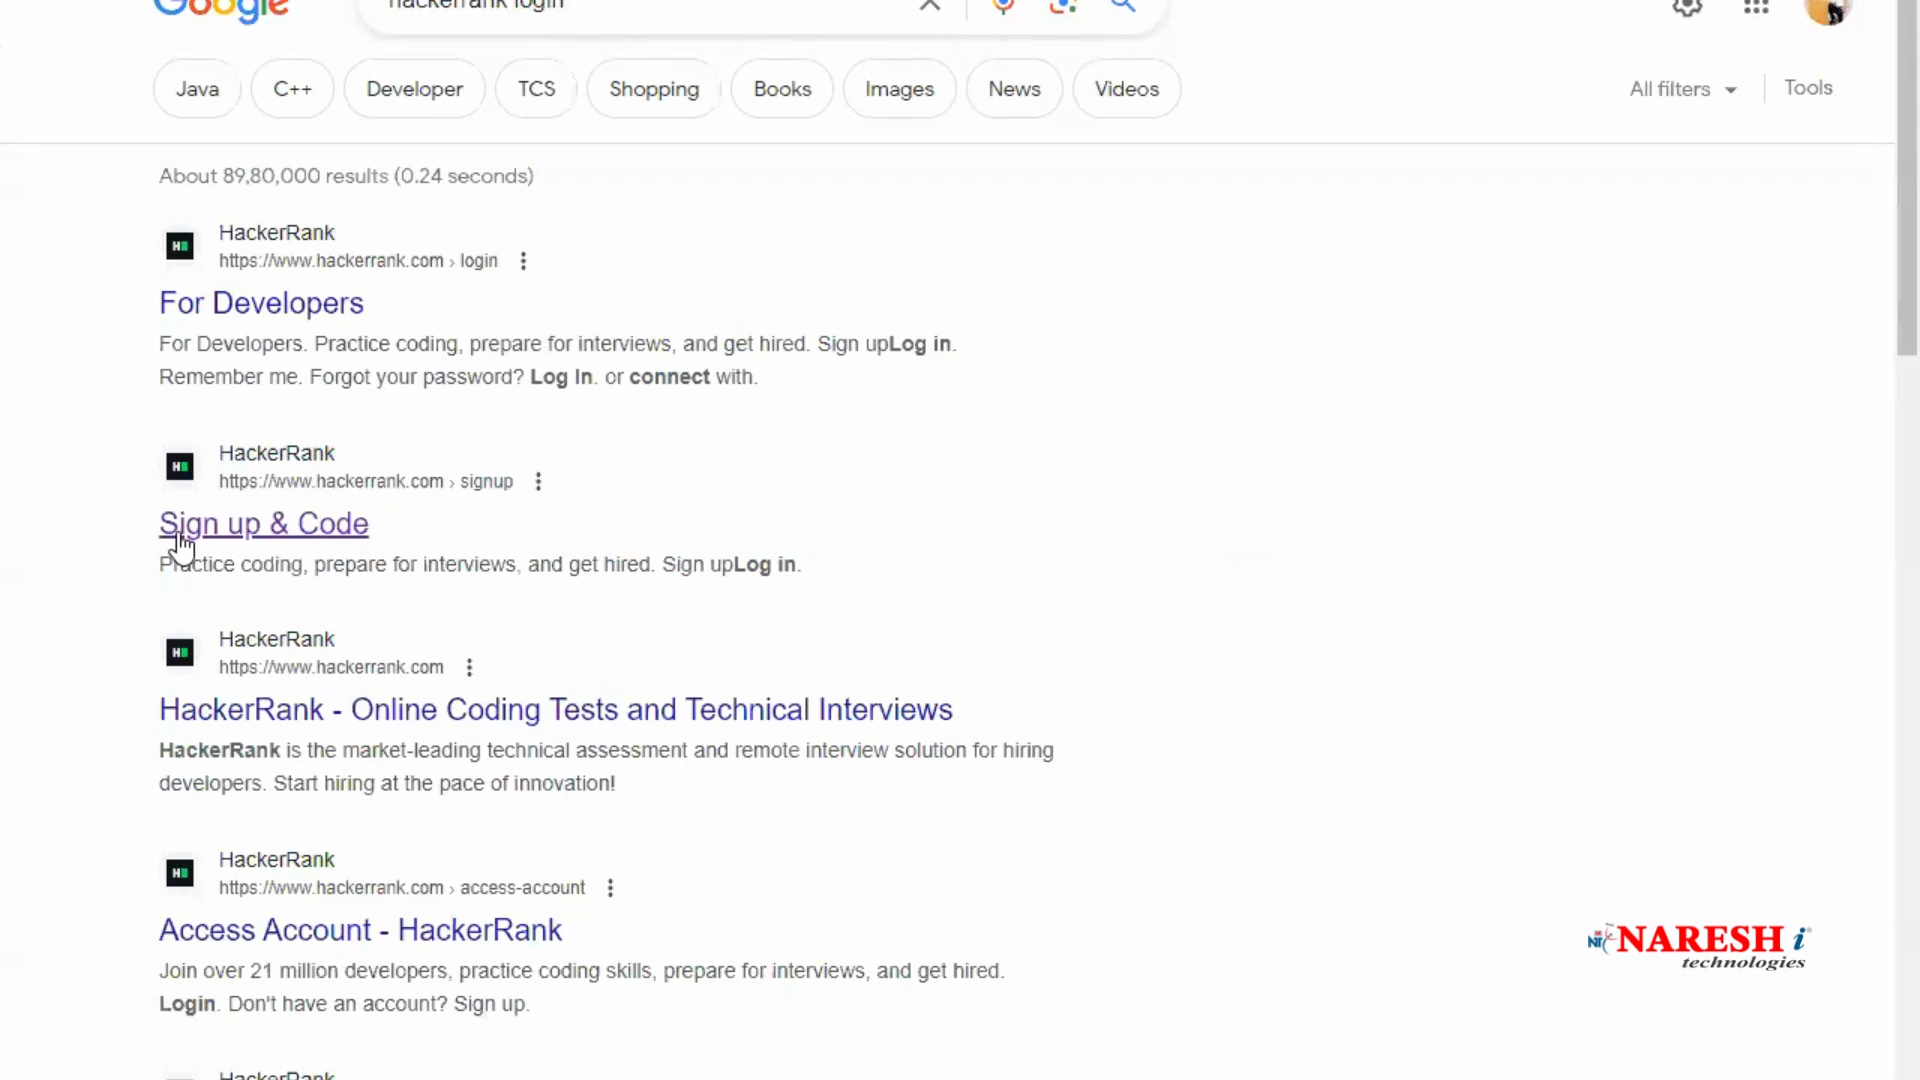 Google
hackerrank login
Java
C++
Developer
TCS
Shopping
Books
Images
News
Videos
All filters
Tools
About 89,80,000 results (0.24 seconds)
HackerRank
https://www.hackerrank.com › login
For Developers
For Developers. Practice coding, prepare for interviews, and get hired. Sign upLog in.
Remember me. Forgot your password? Log In. or connect with.
HackerRank
https://www.hackerrank.com › signup
Sign up & Code
Practice coding, prepare for interviews, and get hired. Sign upLog in.
HackerRank
https://www.hackerrank.com
HackerRank - Online Coding Tests and Technical Interviews
HackerRank is the market-leading technical assessment and remote interview solution for hiring
developers. Start hiring at the pace of innovation!
HackerRank
https://www.hackerrank.com › access-account
Access Account - HackerRank
Join over 21 million developers, practice coding skills, prepare for interviews, and get hired.
Login. Don't have an account? Sign up.
NARESH i
technologies
HackerRank